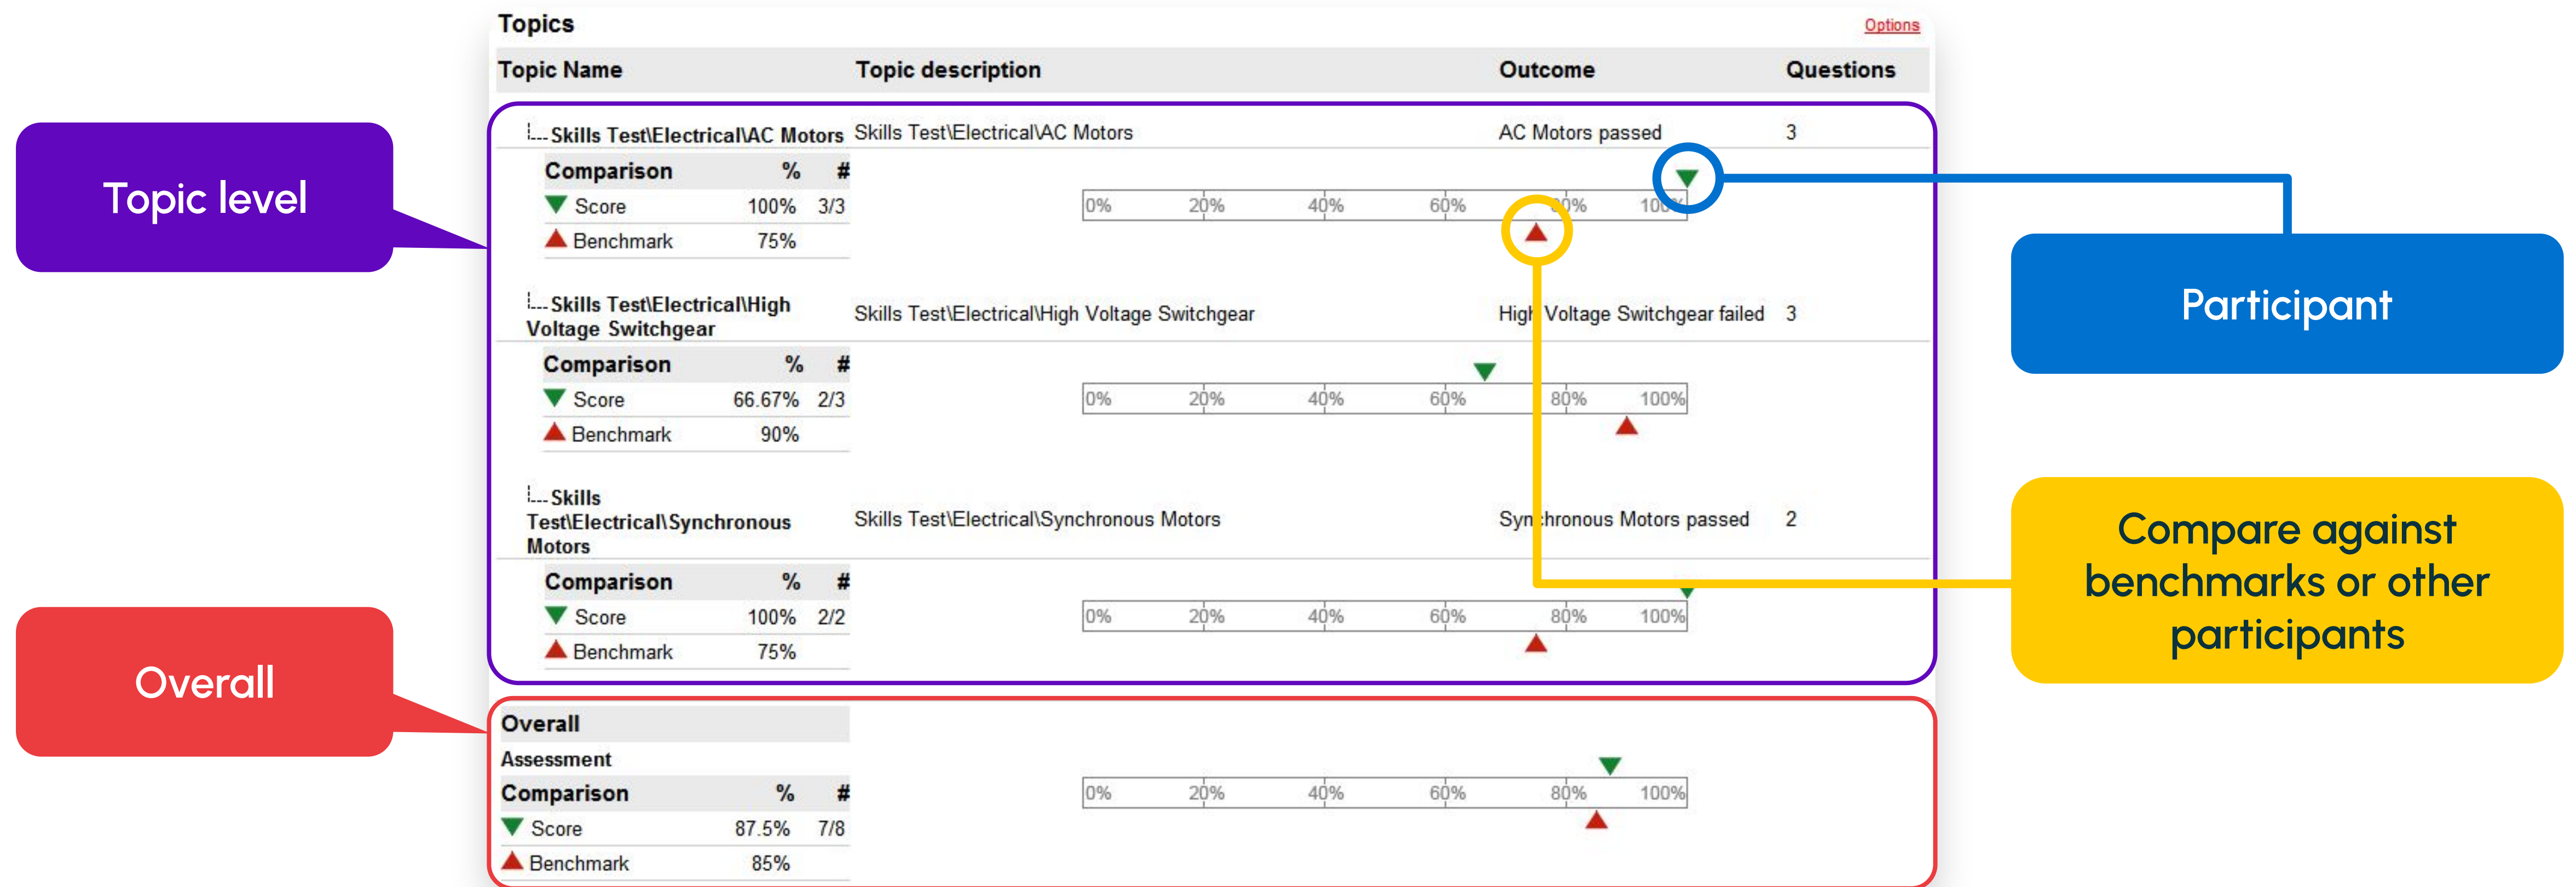 Topics
Options
Topic Name Topic description Outcome Questions
Skills Test\Electrical\AC Motors Skills Test\Electrical\AC Motors AC Motors passed 3
Comparison % #
Score 100% 3/3
Benchmark 75%
0% 20% 40% 60% 80% 100%
Skills Test\Electrical\High
Voltage Switchgear
Skills Test\Electrical\High Voltage Switchgear High Voltage Switchgear failed 3
Comparison % #
Score 66.67% 2/3
Benchmark 90%
0% 20% 40% 60% 80% 100%
Skills
Test\Electrical\Synchronous
Motors
Skills Test\Electrical\Synchronous Motors Synchronous Motors passed 2
Comparison % #
Score 100% 2/2
Benchmark 75%
0% 20% 40% 60% 80% 100%
Overall
Assessment
Comparison % #
Score 87.5% 7/8
Benchmark 85%
0% 20% 40% 60% 80% 100%
Topic level
Overall
Participant
Compare against
benchmarks or other
participants